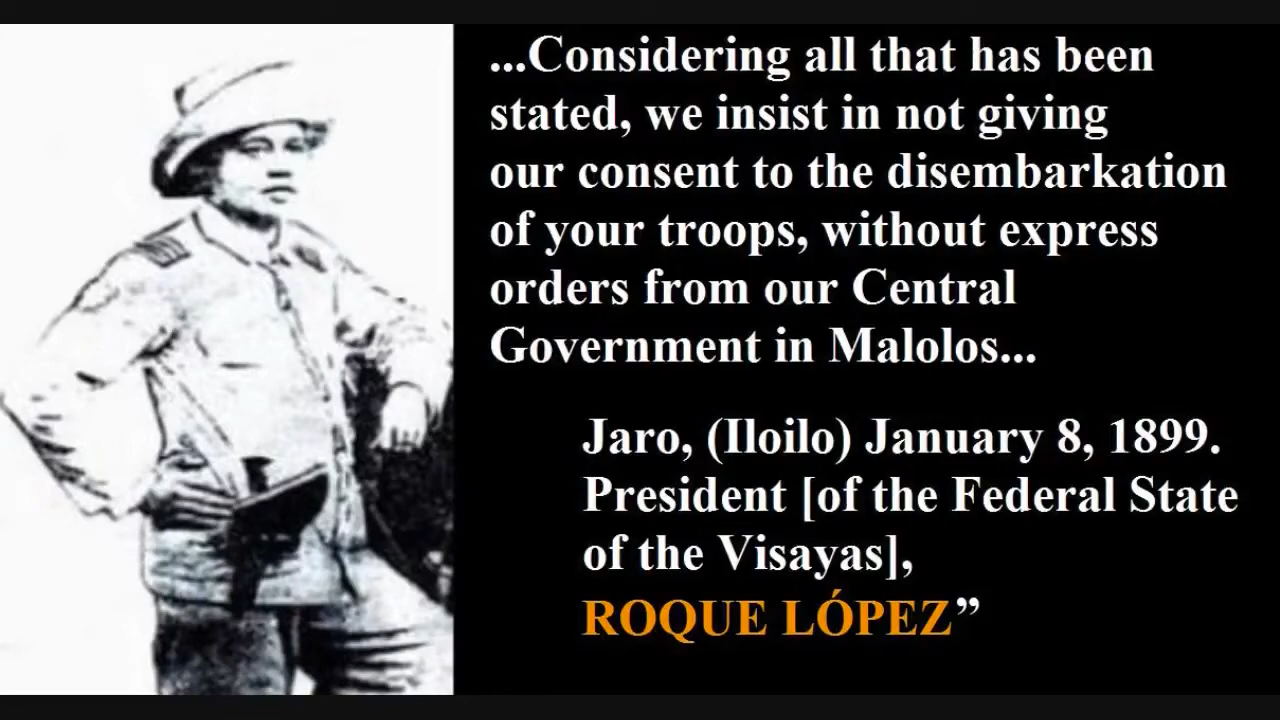 ...Considering all that has been
stated, we insist in not giving
our consent to the disembarkation
of your troops, without express
orders from our Central
Government in Malolos...
Jaro, (Iloilo) January 8, 1899.
President [of the Federal State
of the Visayas],
ROQUE LÓPEZ”